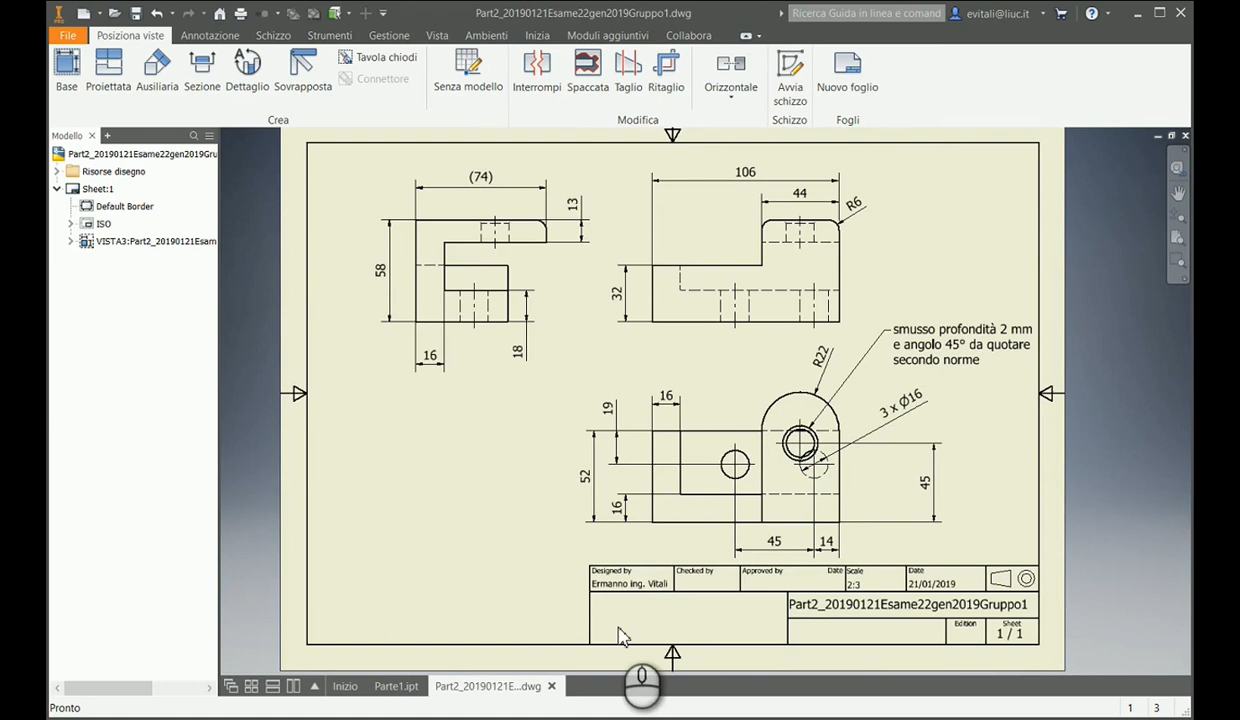 PRO
Part2_20190121Esame22gen2019Gruppo1.dwg
Ricerca Guida in linea e comand
evitali@liuc.it
File
Posiziona viste
Annotazione
Schizzo
Strumenti
Gestione
Vista
Ambienti
Inizia
Moduli aggiuntivi
Collabora
Base
Proiettata
Ausiliaria
Sezione
Dettaglio
Sovrapposta
Tavola chiodi
Connettore
Senza modello
Interrompi
Spaccata
Taglio
Ritaglio
Orizzontale
Avvia
schizzo
Nuovo foglio
Crea
Modifica
Schizzo
Fogli
Modello
Part2_20190121Esame22gen2019Gru
Risorse disegno
Sheet:1
Default Border
ISO
VISTA3:Part2_20190121Esam
(74)
13
58
16
18
106
44
R6
32
smusso profondità 2 mm
e angolo 45° da quotare
secondo norme
R22
3 x Ø16
16
19
52
16
45
45
14
Designed by
Ermanno ing. Vitali
Checked by
Approved by
Date
Scale
2:3
Date
21/01/2019
Part2_20190121Esame22gen2019Gruppo1
Edition
Sheet
1 / 1
Inizio
Parte1.ipt
Part2_20190121E...dwg
Pronto
1
3